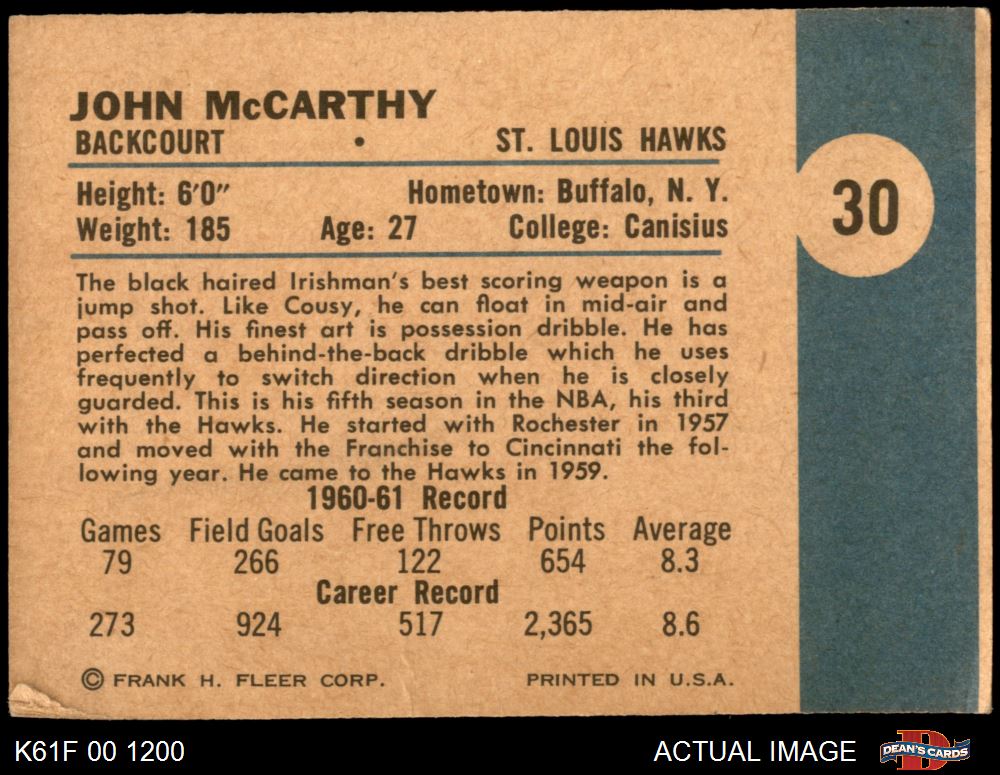 JOHN McCARTHY
BACKCOURT • ST. LOUIS HAWKS
Height: 6'0" Hometown: Buffalo, N. Y.
Weight: 185 Age: 27 College: Canisius
30
The black haired Irishman's best scoring weapon is a
jump shot. Like Cousy, he can float in mid-air and
pass off. His finest art is possession dribble. He has
perfected a behind-the-back dribble which he uses
frequently to switch direction when he is closely
guarded. This is his fifth season in the NBA, his third
with the Hawks. He started with Rochester in 1957
and moved with the Franchise to Cincinnati the fol-
lowing year. He came to the Hawks in 1959.
1960-61 Record
Games Field Goals Free Throws Points Average
79 266 122 654 8.3
Career Record
273 924 517 2,365 8.6
© FRANK H. FLEER CORP. PRINTED IN U.S.A.
K61F 00 1200 ACTUAL IMAGE DEAN'S CARDS